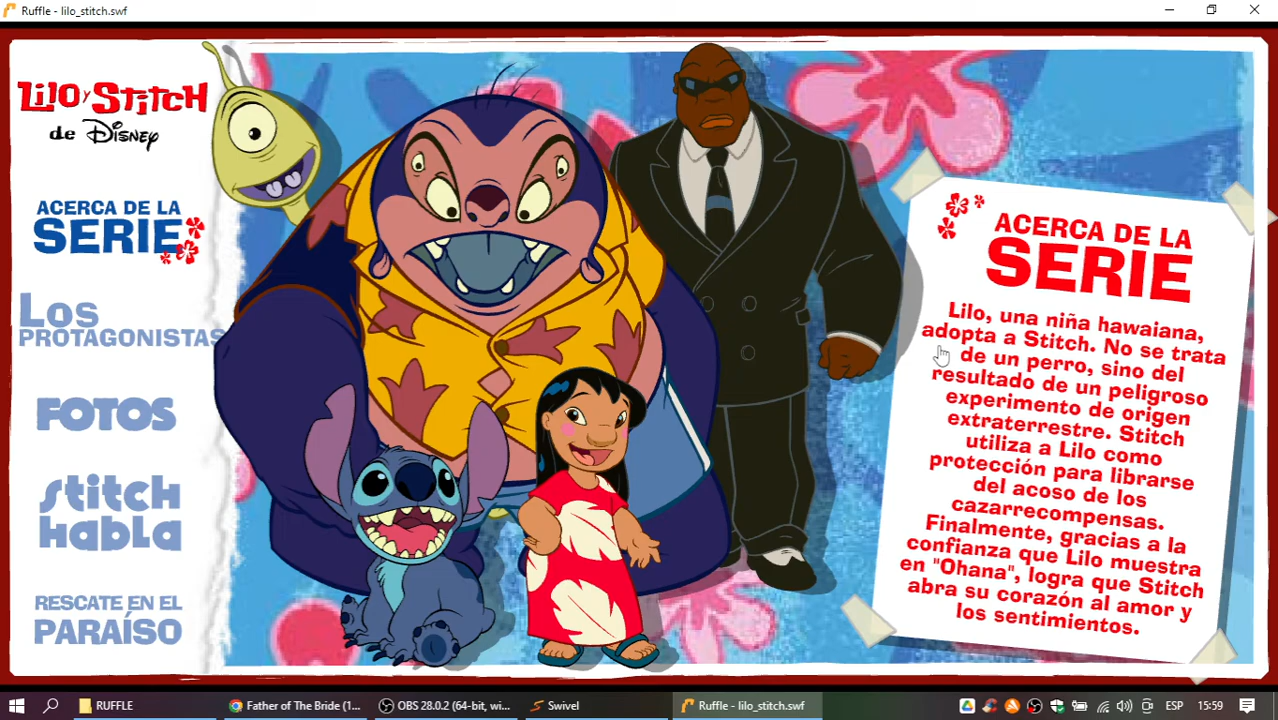 Ruffle - lilo_stitch.swf
LILO Y STITCH
de DISNEY
ACERCA DE LA
SERIE
LOS
PROTAGONISTAS
FOTOS
stitch
habla
RESCATE EN EL
PARAÍSO
ACERCA DE LA
SERIE
Lilo, una niña hawaiana,
adopta a Stitch. No se trata
de un perro, sino del
resultado de un peligroso
experimento de origen
extraterrestre. Stitch
utiliza a Lilo como
protección para librarse
del acoso de los
cazarrecompensas.
Finalmente, gracias a la
confianza que Lilo muestra
en "Ohana", logra que Stitch
abra su corazón al amor y
los sentimientos.
RUFFLE
Father of The Bride (1...
OBS 28.0.2 (64-bit, wi...
Swivel
Ruffle - lilo_stitch.swf
ESP
15:59